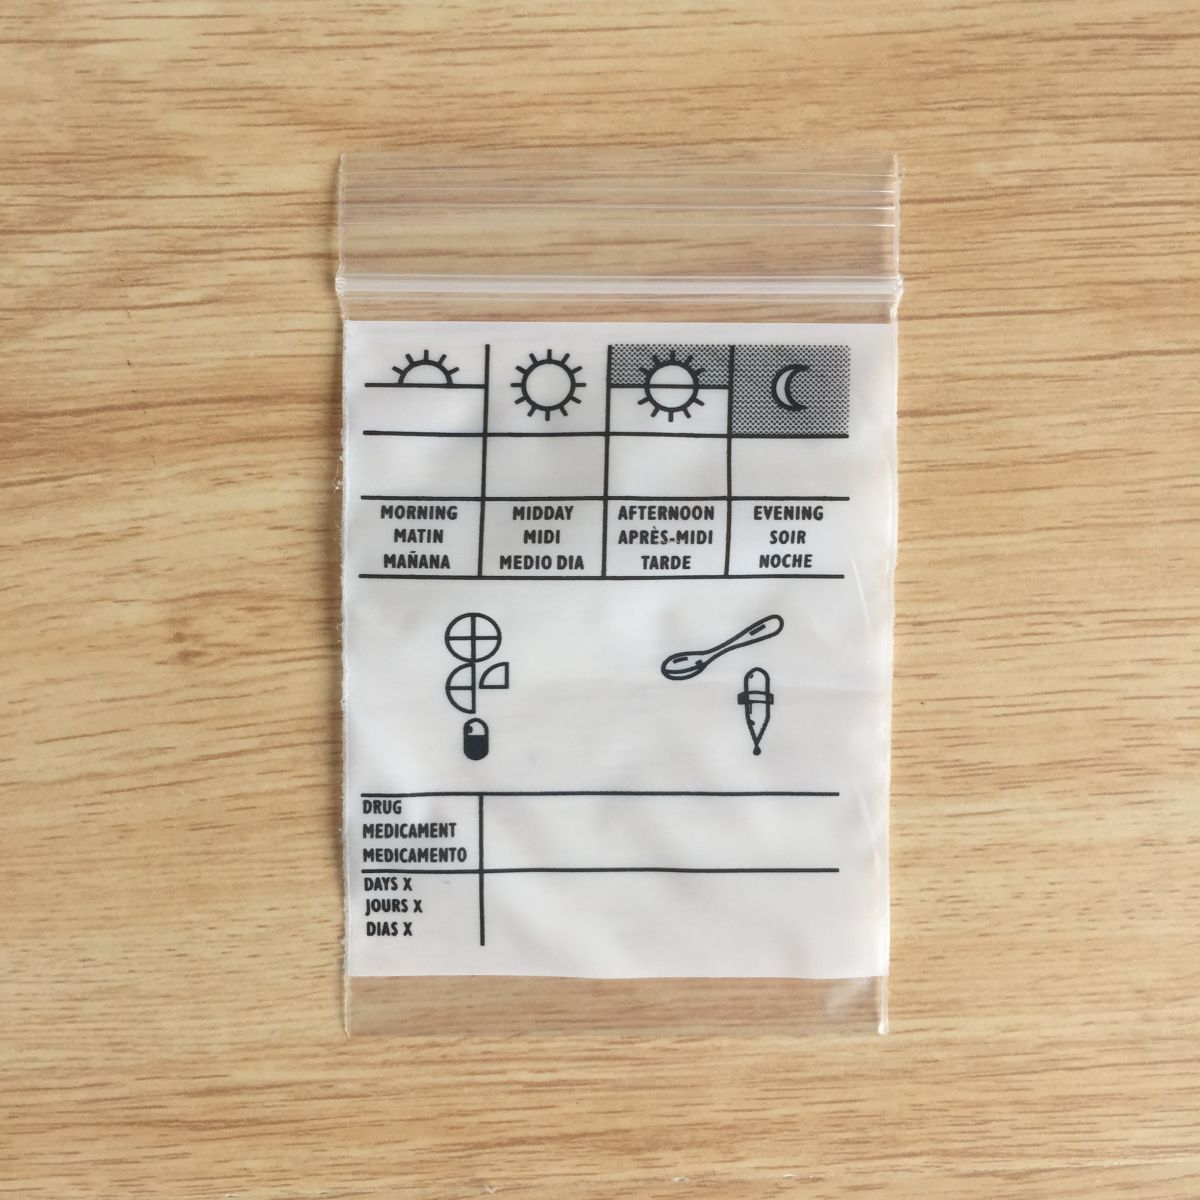 MORNING MIDDAY AFTERNOON EVENING
MATIN MIDI APRÈS-MIDI SOIR
MAÑANA MEDIO DIA TARDE NOCHE
DRUG
MEDICAMENT
MEDICAMENTO
DAYS X
JOURS X
DIAS X